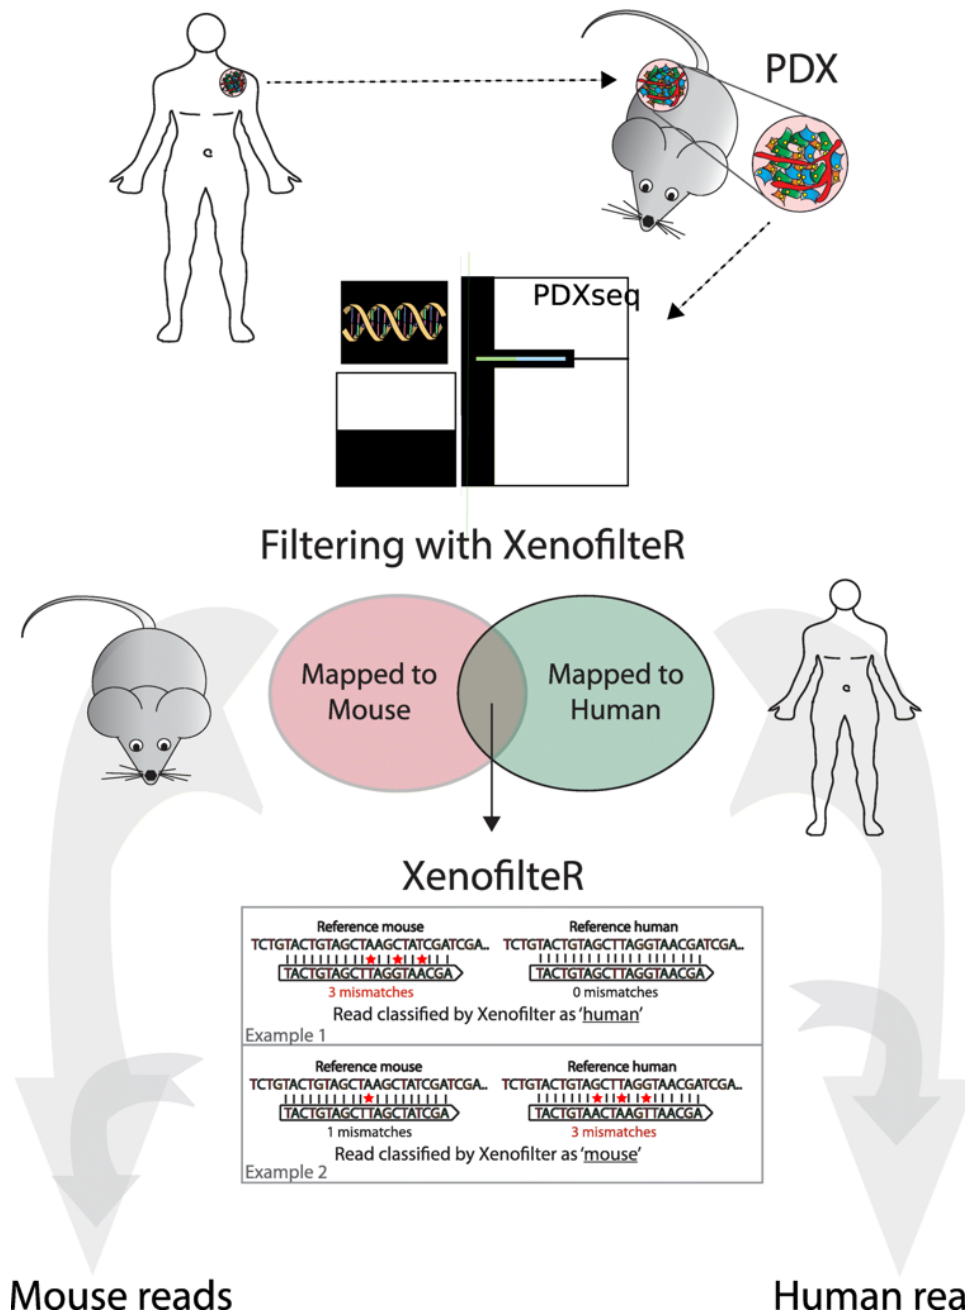 PDX
PDXseq
Filtering with XenofilteR
Mapped to
Mouse
Mapped to
Human
XenofilteR
Reference mouse
TCTGTACTGTAGCTAAGCTATCGATCGA..
TACTGTAGCTTAGGTAACGA
3 mismatches
Reference human
TCTGTACTGTAGCTTAGGTAACGATCGA..
TACTGTAGCTTAGGTAACGA
0 mismatches
Read classified by Xenofilter as 'human'
Example 1
Reference mouse
TCTGTACTGTAGCTAAGCTATCGATCGA..
TACTGTAGCTTAGCTATCGA
1 mismatches
Reference human
TCTGTACTGTAGCTTAGGTAACGATCGA..
TACTGTAACTAAGTTAACGA
3 mismatches
Read classified by Xenofilter as 'mouse'
Example 2
Mouse reads
Human rea